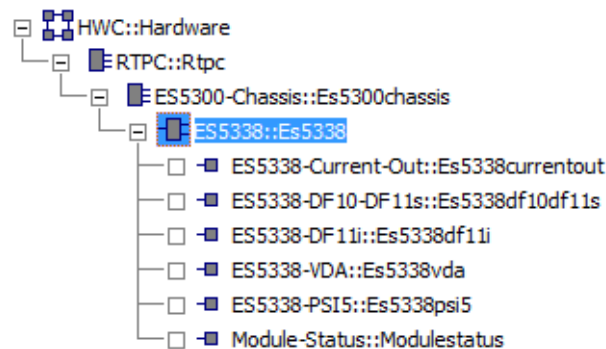 HWC::Hardware
RTPC::Rtpc
ES5300-Chassis::Es5300chassis
ES5338::Es5338
ES5338-Current-Out::Es5338currentout
ES5338-DF10-DF11s::Es5338df10df11s
ES5338-DF11i::Es5338df11i
ES5338-VDA::Es5338vda
ES5338-PSI5::Es5338psi5
Module-Status::Modulestatus